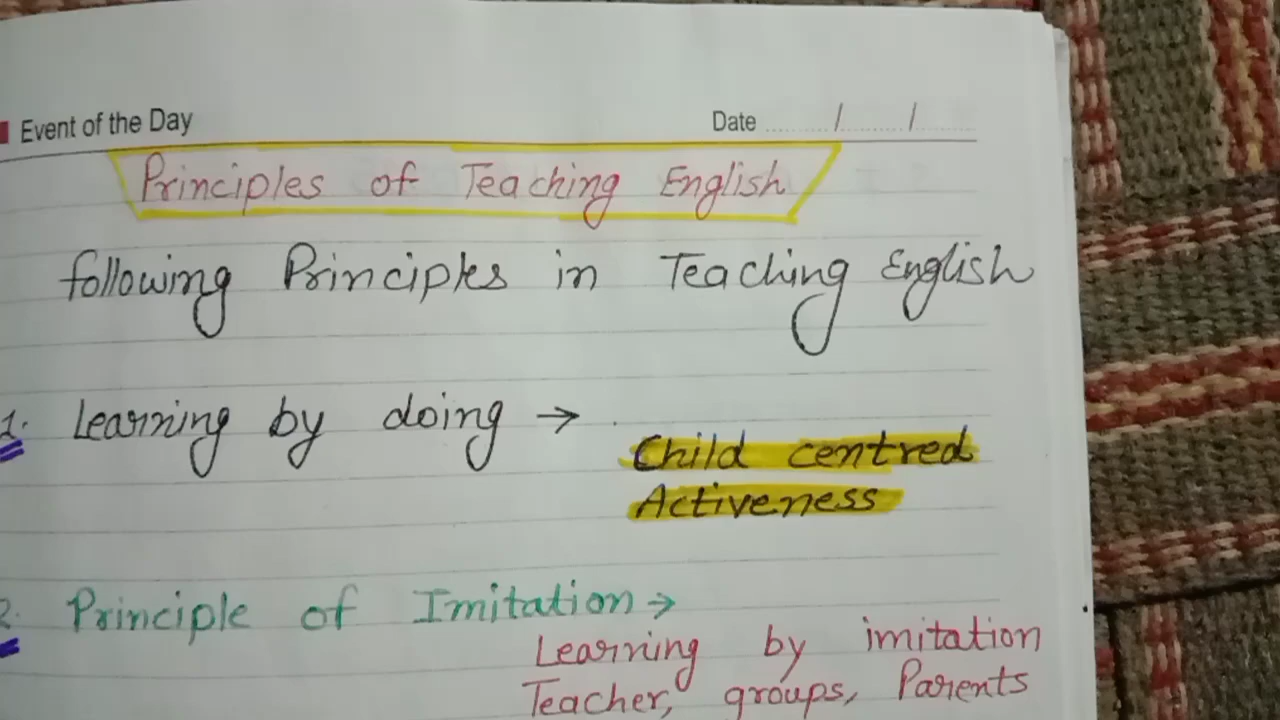 Event of the Day
Date ......../......../........
Principles of Teaching English
following Principles in Teaching English
1. Learning by doing →
Child centred
Activeness
2. Principle of Imitation →
Learning by imitation
Teacher, groups, Parents